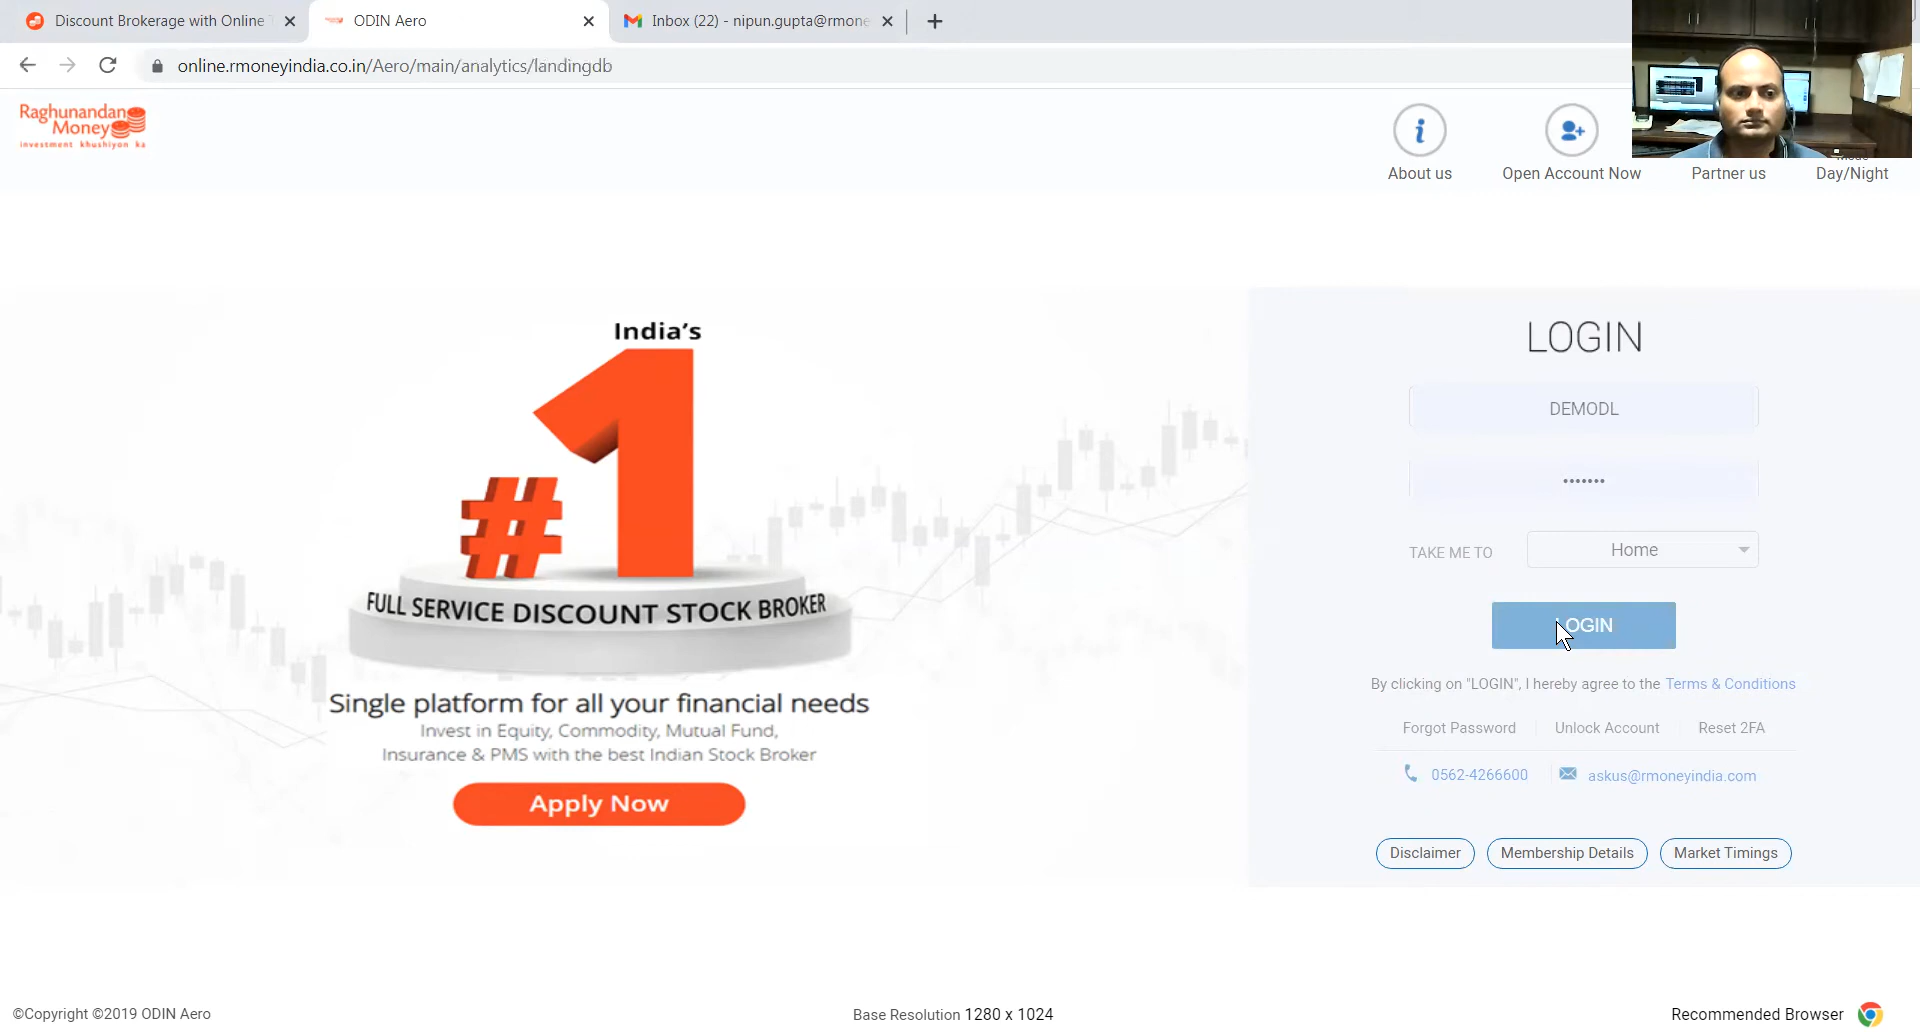 Discount Brokerage with Online
ODIN Aero
Inbox (22) - nipun.gupta@rmone
online.rmoneyindia.co.in/Aero/main/analytics/landingdb
Raghunandan
Money
investment khushiyon ka
About us
Open Account Now
Partner us
Day/Night
India's
#1
FULL SERVICE DISCOUNT STOCK BROKER
Single platform for all your financial needs
Invest in Equity, Commodity, Mutual Fund,
Insurance & PMS with the best Indian Stock Broker
Apply Now
LOGIN
DEMODL
•••••••
TAKE ME TO
Home
LOGIN
By clicking on "LOGIN", I hereby agree to the Terms & Conditions
Forgot Password
Unlock Account
Reset 2FA
0562-4266600
askus@rmoneyindia.com
Disclaimer
Membership Details
Market Timings
©Copyright ©2019 ODIN Aero
Base Resolution 1280 x 1024
Recommended Browser